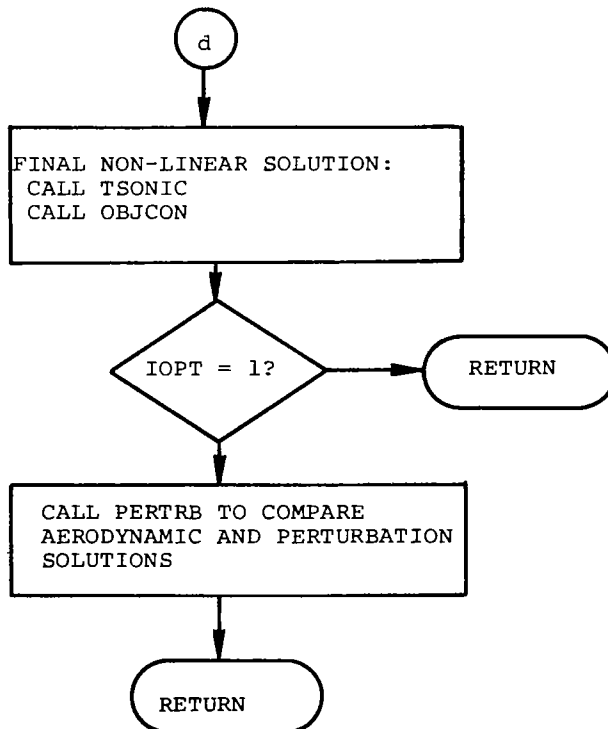 d
FINAL NON-LINEAR SOLUTION:
CALL TSONIC
CALL OBJCON
IOPT = 1?
RETURN
CALL PERTRB TO COMPARE
AERODYNAMIC AND PERTURBATION
SOLUTIONS
RETURN